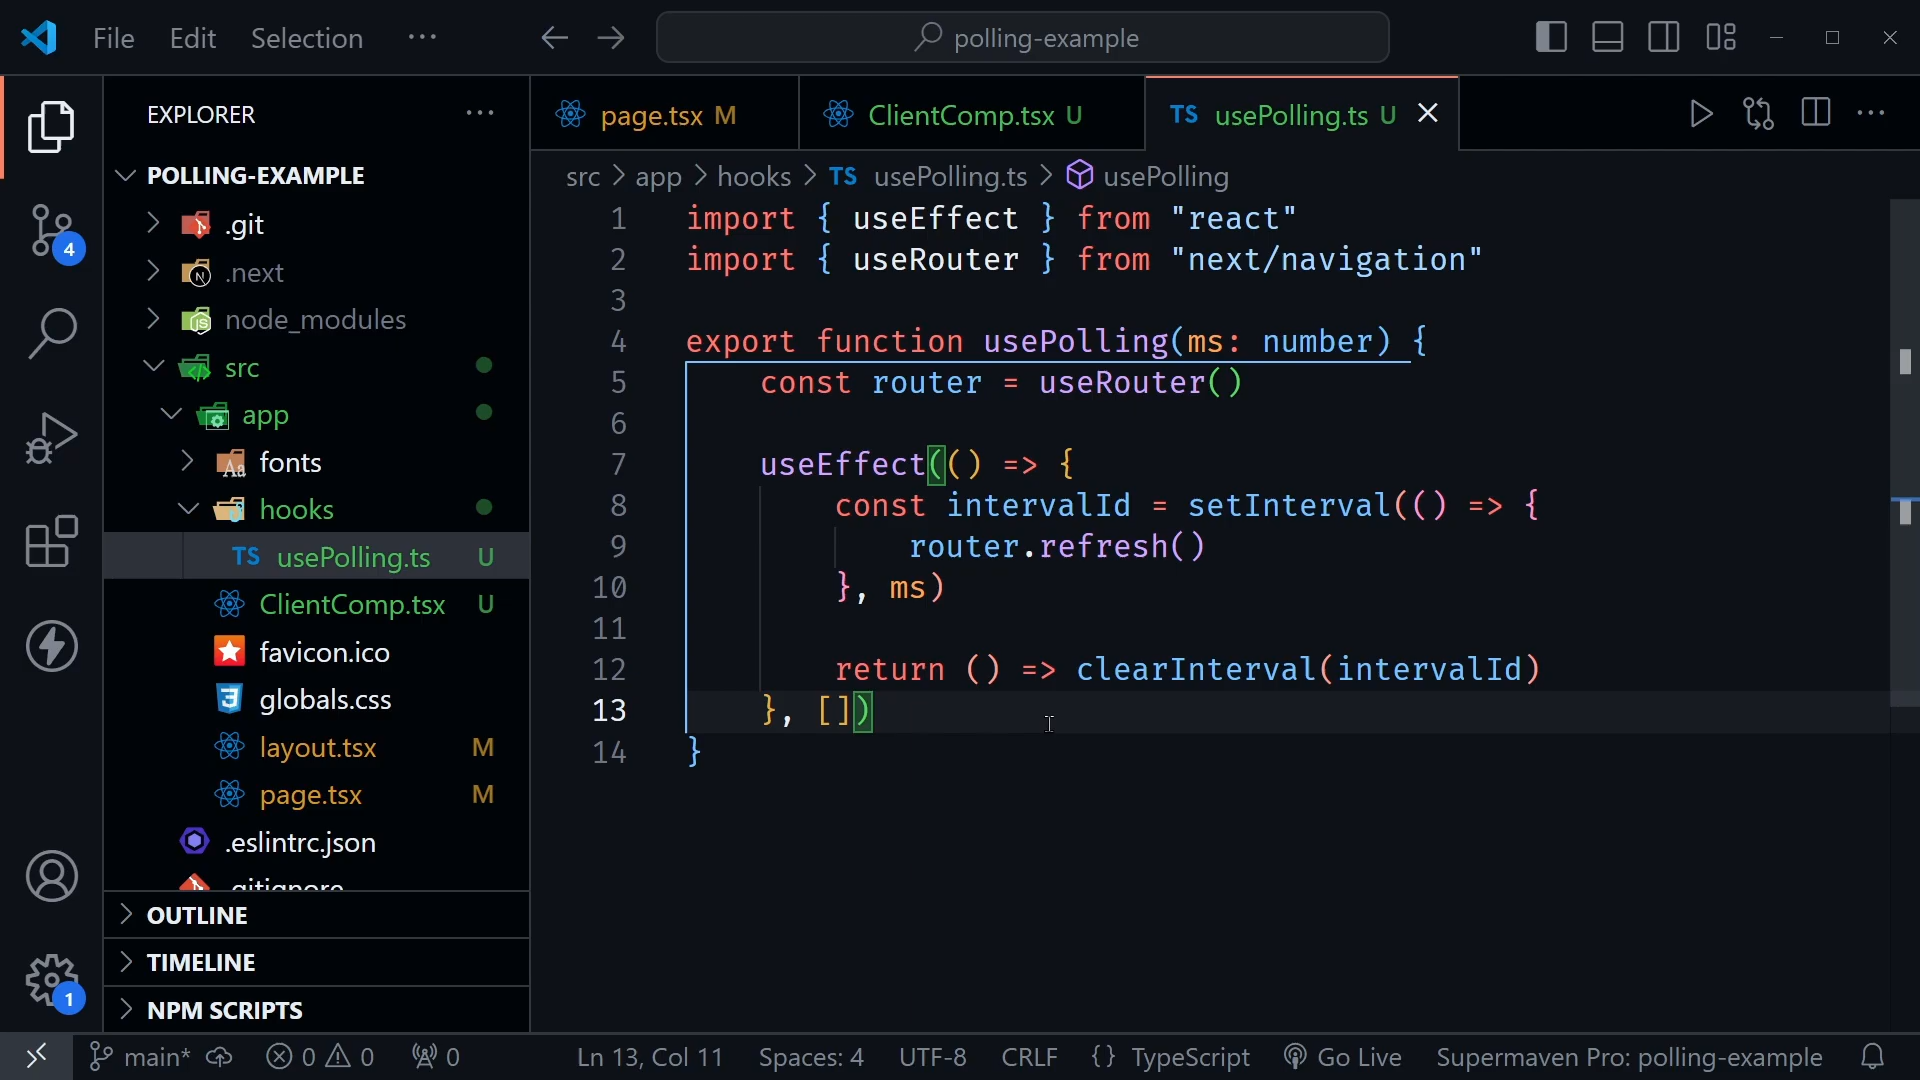 File Edit Selection ··· polling-example
EXPLORER ···
POLLING-EXAMPLE
.git
.next
node_modules
src
app
fonts
hooks
TS usePolling.ts U
ClientComp.tsx U
favicon.ico
globals.css
layout.tsx M
page.tsx M
.eslintrc.json
.gitignore
OUTLINE
TIMELINE
NPM SCRIPTS
4
1
page.tsx M ClientComp.tsx U TS usePolling.ts U
src > app > hooks > TS usePolling.ts > usePolling
1 import { useEffect } from "react"
2 import { useRouter } from "next/navigation"
3
4 export function usePolling(ms: number) {
5 const router = useRouter()
6
7 useEffect(() => {
8 const intervalId = setInterval(() => {
9 router.refresh()
10 }, ms)
11
12 return () => clearInterval(intervalId)
13 }, [])
14 }
main* 0 0 0 Ln 13, Col 11 Spaces: 4 UTF-8 CRLF {} TypeScript Go Live Supermaven Pro: polling-example